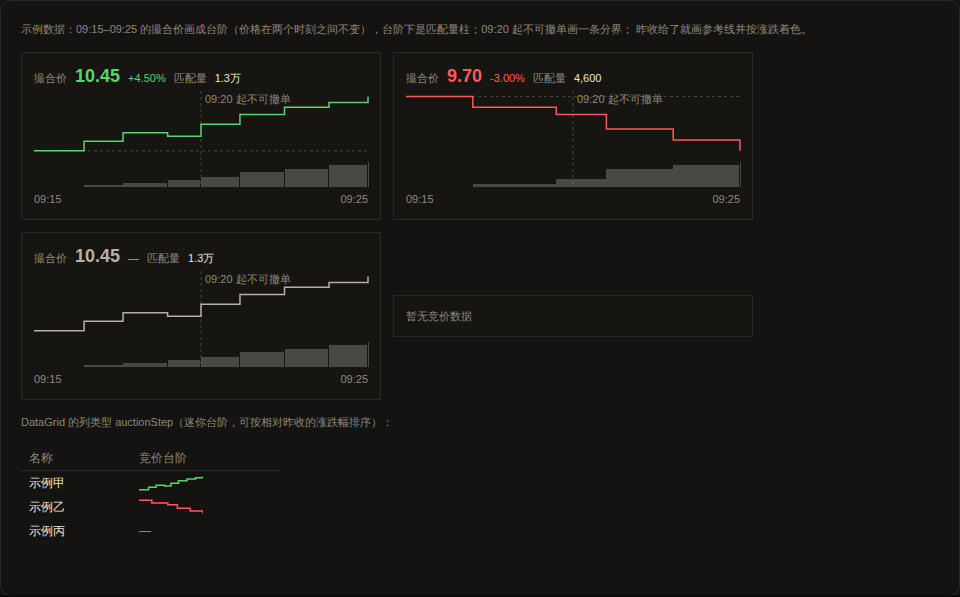 示例数据：09:15–09:25 的撮合价画成台阶（价格在两个时刻之间不变），台阶下是匹配量柱；09:20 起不可撤单画一条分界； 昨收给了就画参考线并按涨跌着色。
撮合价 10.45 +4.50% 匹配量 1.3万
09:20 起不可撤单
09:15 09:25
撮合价 9.70 -3.00% 匹配量 4,600
09:20 起不可撤单
09:15 09:25
撮合价 10.45 — 匹配量 1.3万
09:20 起不可撤单
09:15 09:25
暂无竞价数据
DataGrid 的列类型 auctionStep（迷你台阶，可按相对昨收的涨跌幅排序）：
名称 竞价台阶
示例甲
示例乙
示例丙 —